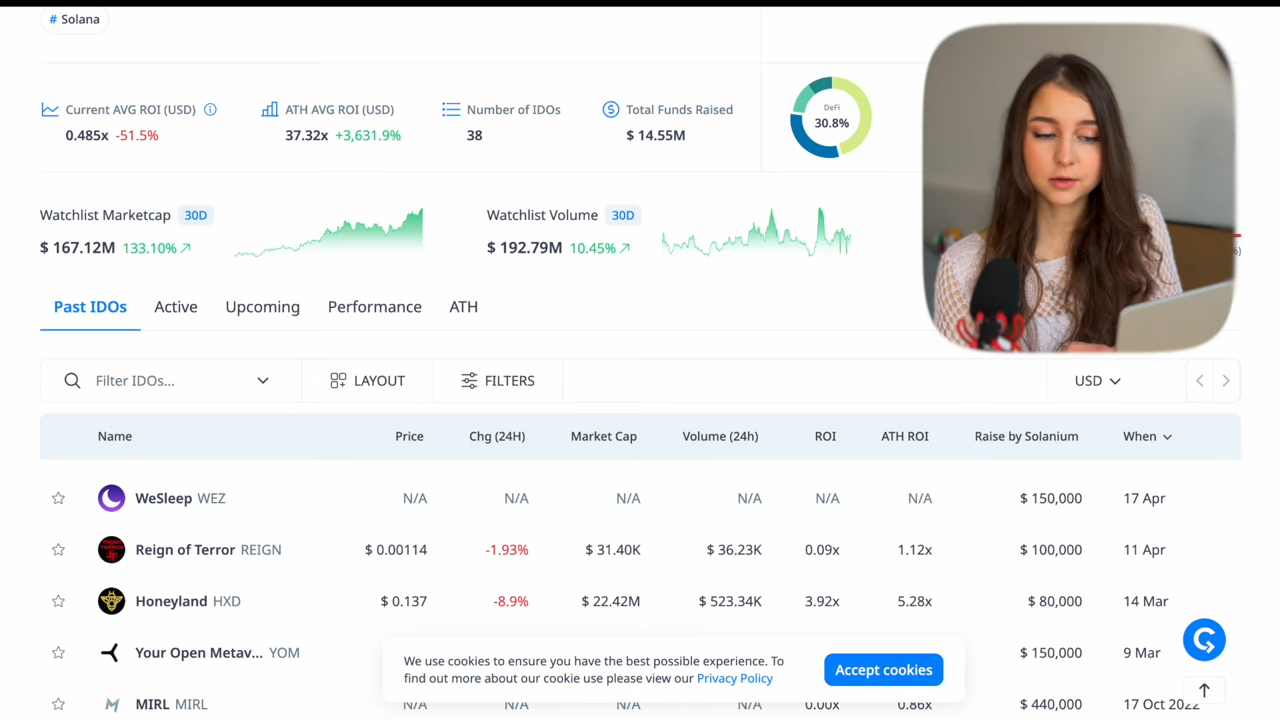 # Solana
Current AVG ROI (USD) ATH AVG ROI (USD) Number of IDOs Total Funds Raised
0.485x -51.5% 37.32x +3,631.9% 38 $ 14.55M
DeFi
30.8%
Watchlist Marketcap 30D Watchlist Volume 30D
$ 167.12M 133.10% $ 192.79M 10.45%
Past IDOs Active Upcoming Performance ATH
Filter IDOs... LAYOUT FILTERS USD
Name Price Chg (24H) Market Cap Volume (24h) ROI ATH ROI Raise by Solanium When
WeSleep WEZ N/A N/A N/A N/A N/A N/A $ 150,000 17 Apr
Reign of Terror REIGN $ 0.00114 -1.93% $ 31.40K $ 36.23K 0.09x 1.12x $ 100,000 11 Apr
Honeyland HXD $ 0.137 -8.9% $ 22.42M $ 523.34K 3.92x 5.28x $ 80,000 14 Mar
Your Open Metav... YOM $ 150,000 9 Mar
We use cookies to ensure you have the best possible experience. To
find out more about our cookie use please view our Privacy Policy
Accept cookies
MIRL MIRL N/A N/A N/A N/A 0.00x 0.86x $ 440,000 17 Oct 2022